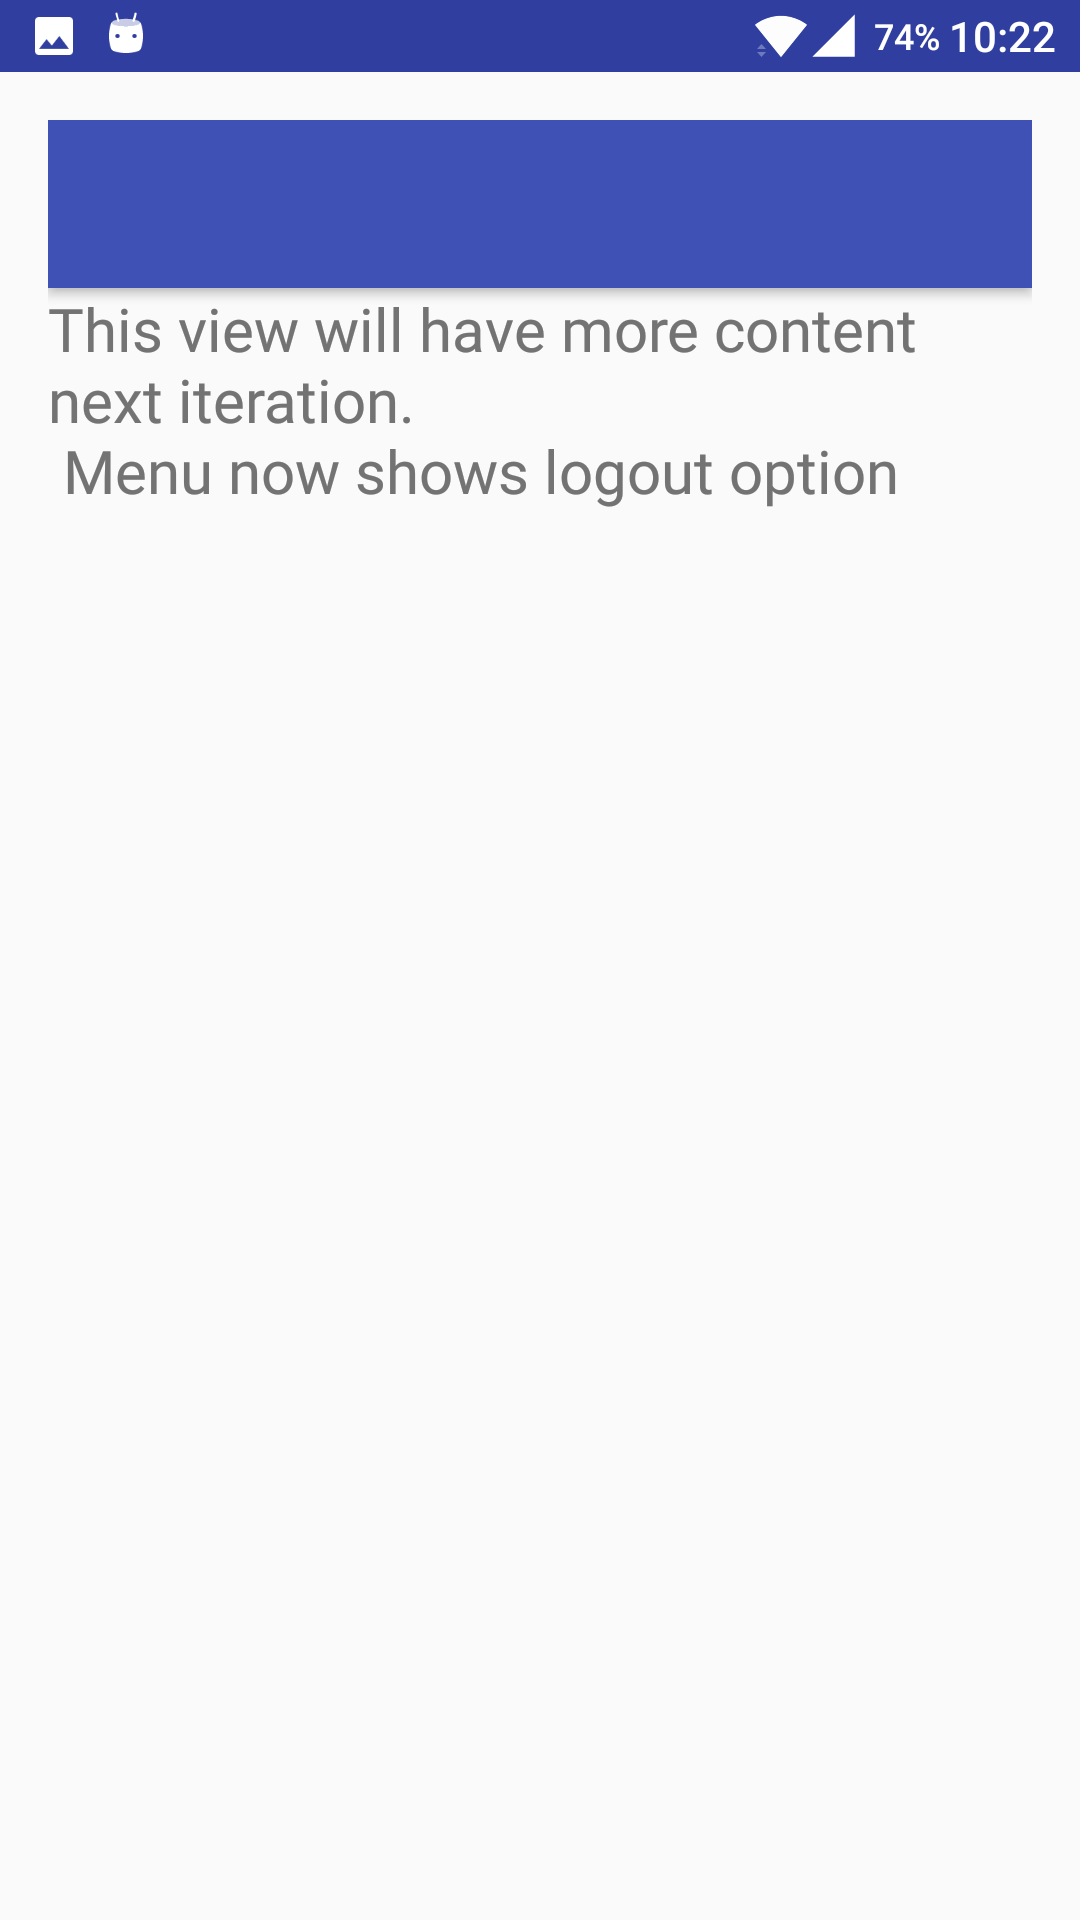 74% 10:22
This view will have more content
next iteration.
Menu now shows logout option